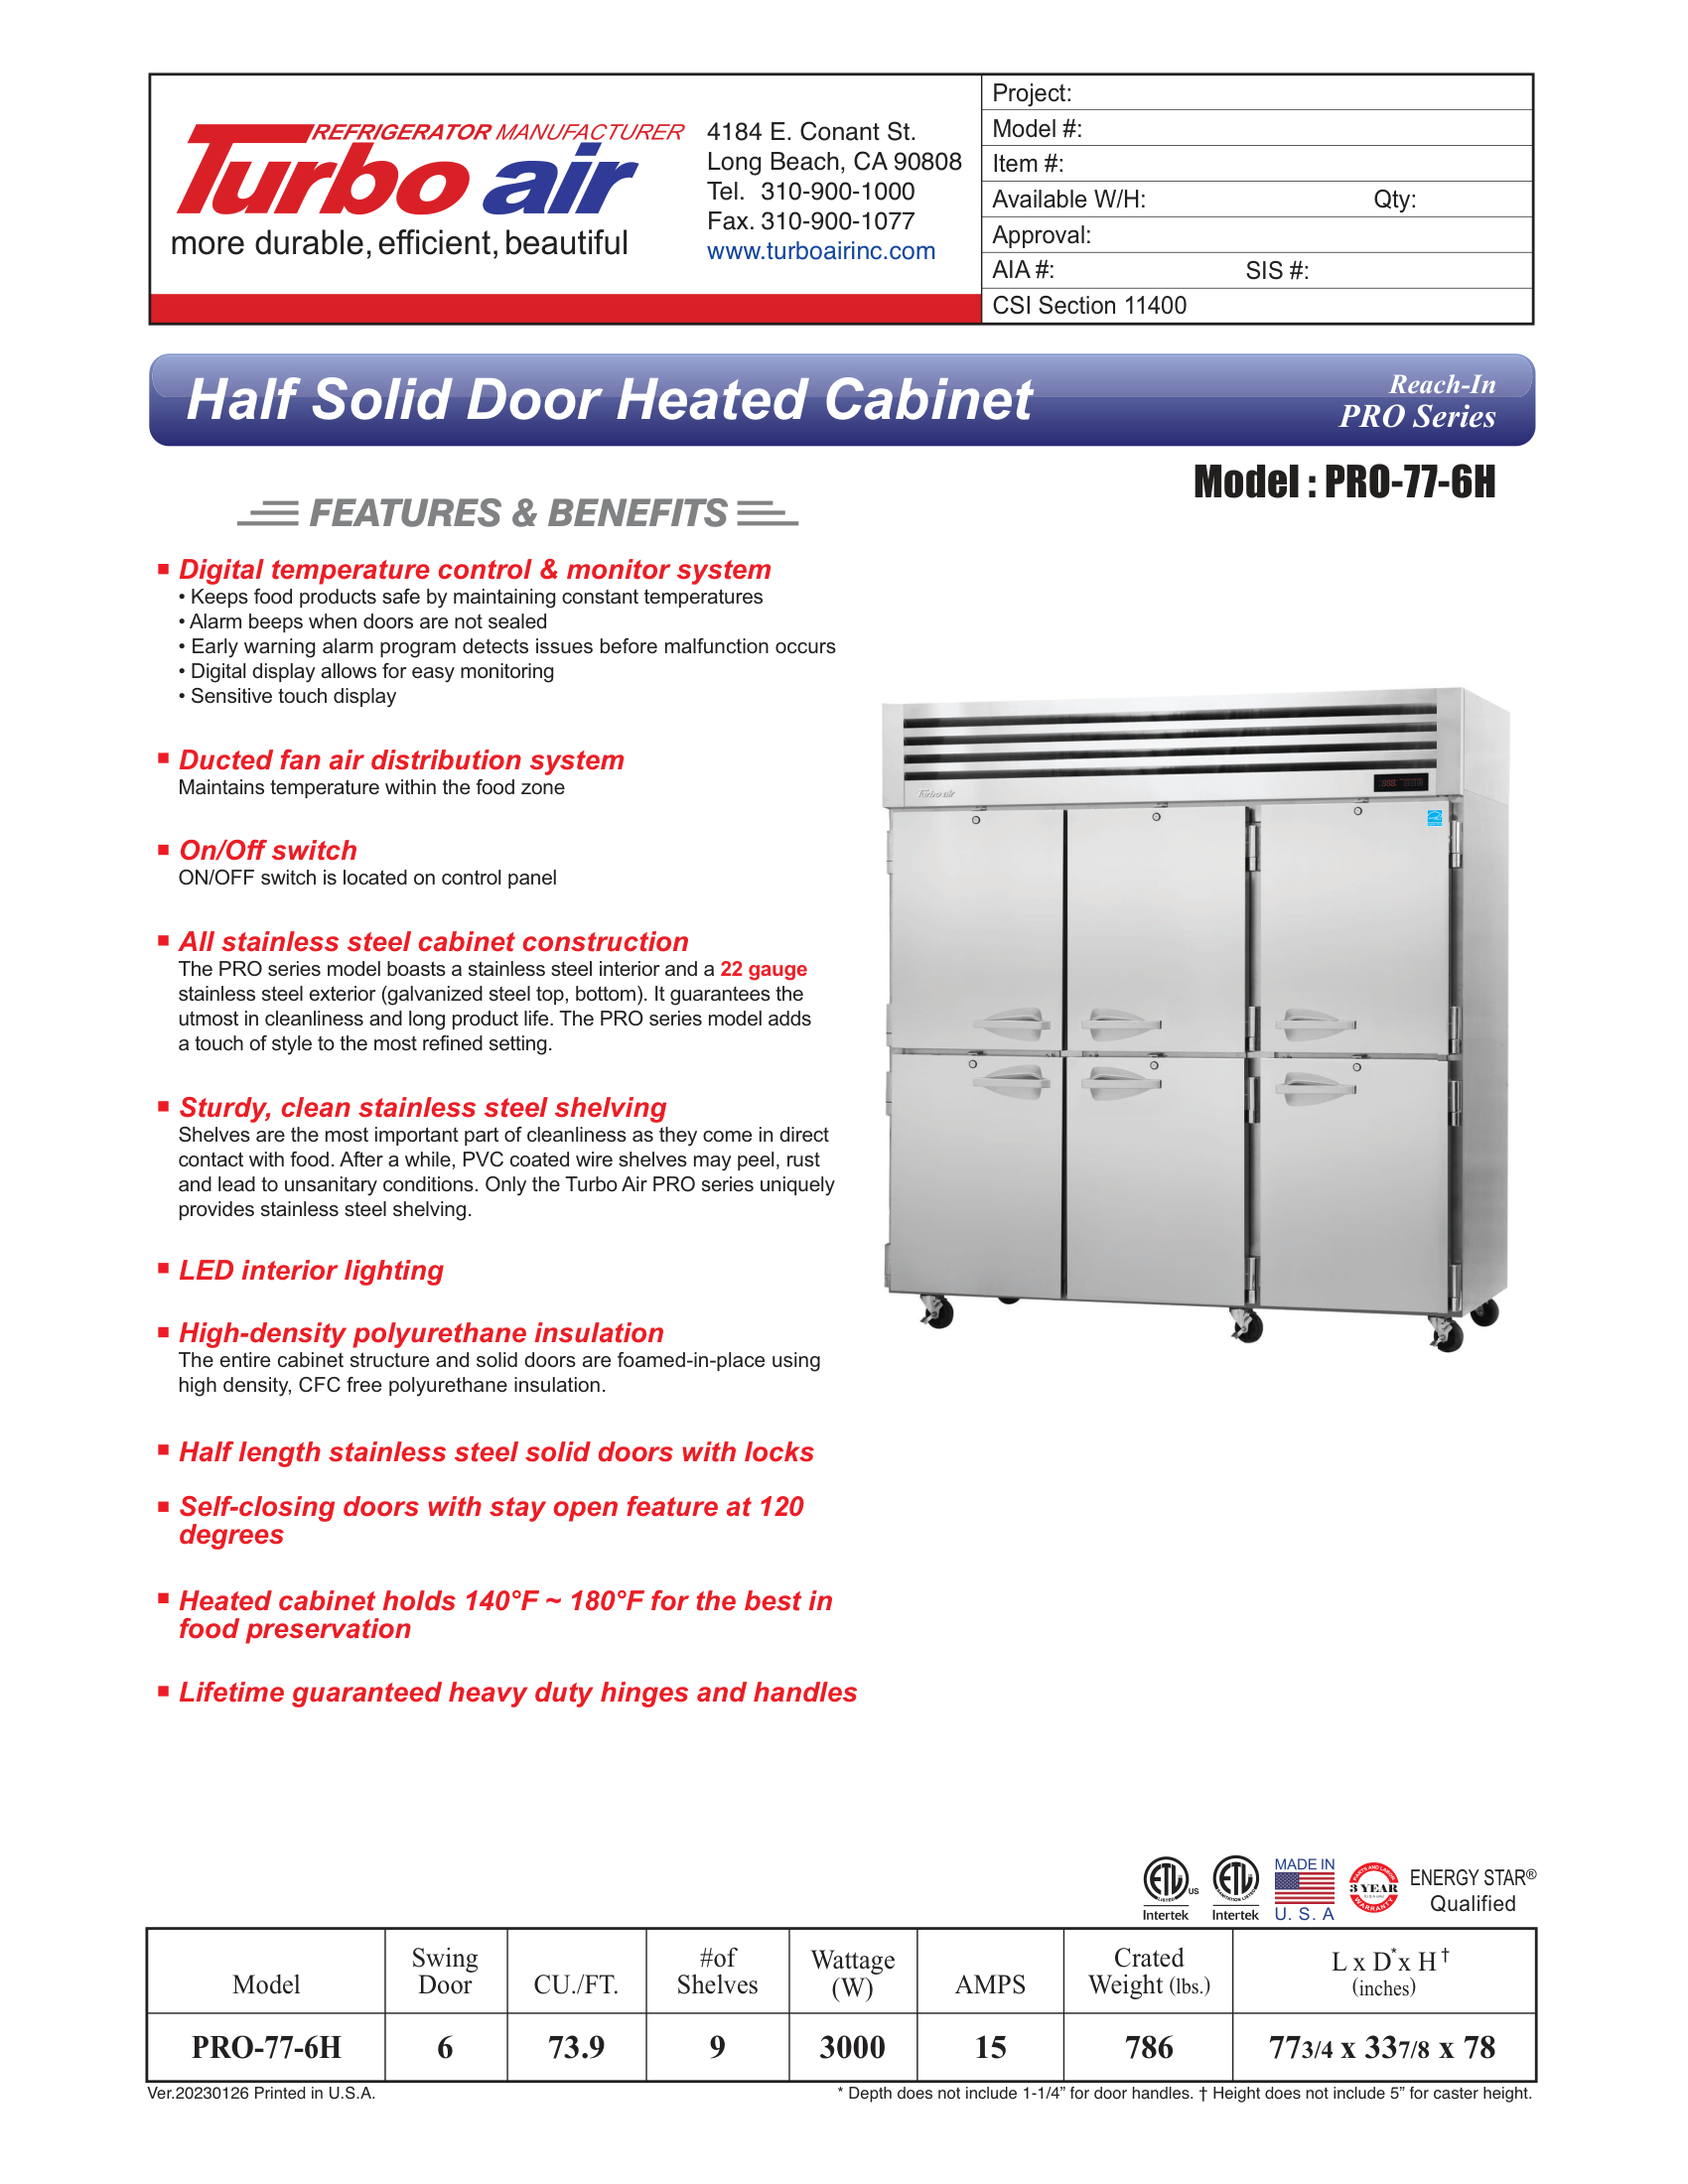 REFRIGERATOR MANUFACTURER
Turbo air
more durable, efficient, beautiful
4184 E. Conant St.
Long Beach, CA 90808
Tel. 310-900-1000
Fax. 310-900-1077
www.turboairinc.com
Project:
Model #:
Item #:
Available W/H: Qty:
Approval:
AIA #: SIS #:
CSI Section 11400
Half Solid Door Heated Cabinet
Reach-In
PRO Series
Model : PRO-77-6H
FEATURES & BENEFITS
Digital temperature control & monitor system
• Keeps food products safe by maintaining constant temperatures
• Alarm beeps when doors are not sealed
• Early warning alarm program detects issues before malfunction occurs
• Digital display allows for easy monitoring
• Sensitive touch display
Ducted fan air distribution system
Maintains temperature within the food zone
On/Off switch
ON/OFF switch is located on control panel
All stainless steel cabinet construction
The PRO series model boasts a stainless steel interior and a 22 gauge
stainless steel exterior (galvanized steel top, bottom). It guarantees the
utmost in cleanliness and long product life. The PRO series model adds
a touch of style to the most refined setting.
Sturdy, clean stainless steel shelving
Shelves are the most important part of cleanliness as they come in direct
contact with food. After a while, PVC coated wire shelves may peel, rust
and lead to unsanitary conditions. Only the Turbo Air PRO series uniquely
provides stainless steel shelving.
LED interior lighting
High-density polyurethane insulation
The entire cabinet structure and solid doors are foamed-in-place using
high density, CFC free polyurethane insulation.
Half length stainless steel solid doors with locks
Self-closing doors with stay open feature at 120
degrees
Heated cabinet holds 140°F ~ 180°F for the best in
food preservation
Lifetime guaranteed heavy duty hinges and handles
Turbo air
ETL LISTED US Intertek
ETL SANITATION LISTED Intertek
MADE IN
U. S. A
PARTS AND LABOR
3 YEAR
WARRANTY
ENERGY STAR®
Qualified
Model Swing Door CU./FT. #of Shelves Wattage (W) AMPS Crated Weight (lbs.) L x D* x H† (inches)
PRO-77-6H 6 73.9 9 3000 15 786 773/4 x 337/8 x 78
Ver.20230126 Printed in U.S.A.
* Depth does not include 1-1/4” for door handles. † Height does not include 5” for caster height.